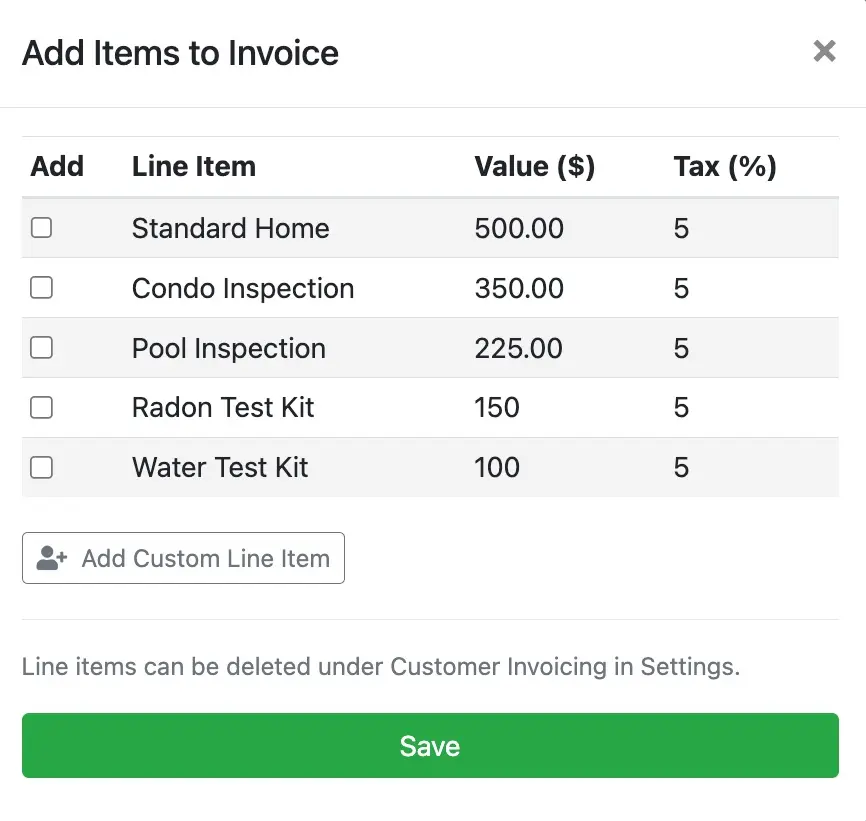 Add Items to Invoice ×
Add Line Item Value ($) Tax (%)
Standard Home 500.00 5
Condo Inspection 350.00 5
Pool Inspection 225.00 5
Radon Test Kit 150 5
Water Test Kit 100 5
Add Custom Line Item
Line items can be deleted under Customer Invoicing in Settings.
Save